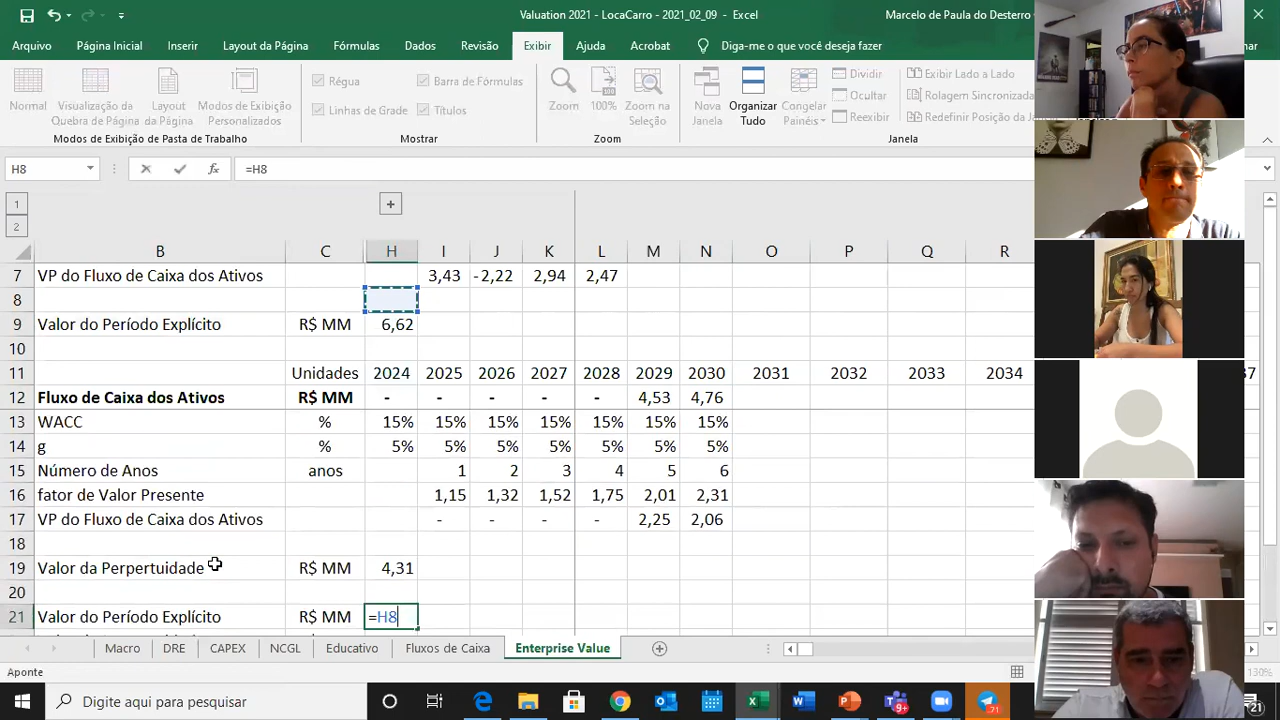 Valuation 2021 - LocaCarro - 2021_02_09 - Excel
Marcelo de Paula do Desterro
Arquivo Página Inicial Inserir Layout da Página Fórmulas Dados Revisão Exibir Ajuda Acrobat Diga-me o que você deseja fazer
Normal Visualização da Quebra de Página Layout da Página Modos de Exibição Personalizados
Modos de Exibição de Pasta de Trabalho
Régua Barra de Fórmulas
Linhas de Grade Títulos
Mostrar
Zoom 100% Zoom na Seleção
Zoom
Nova Janela Organizar Tudo Congelar Painéis
Dividir
Ocultar
Reexibir
Exibir Lado a Lado
Rolagem Sincronizada
Redefinir Posição da
Janela
H8 =H8
1
2
B C H I J K L M N O P Q R
7 VP do Fluxo de Caixa dos Ativos 3,43 -2,22 2,94 2,47
8
9 Valor do Período Explícito R$ MM 6,62
10
11 Unidades 2024 2025 2026 2027 2028 2029 2030 2031 2032 2033 2034
12 Fluxo de Caixa dos Ativos R$ MM - - - - - 4,53 4,76
13 WACC % 15% 15% 15% 15% 15% 15% 15%
14 g % 5% 5% 5% 5% 5% 5% 5%
15 Número de Anos anos 1 2 3 4 5 6
16 fator de Valor Presente 1,15 1,32 1,52 1,75 2,01 2,31
17 VP do Fluxo de Caixa dos Ativos - - - - 2,25 2,06
18
19 Valor da Perpertuidade R$ MM 4,31
20
21 Valor do Período Explícito R$ MM =H8
Macro DRE CAPEX NCGL Educativo Fluxos de Caixa Enterprise Value
Aponte
130%
Digite aqui para pesquisar
9+
71
21